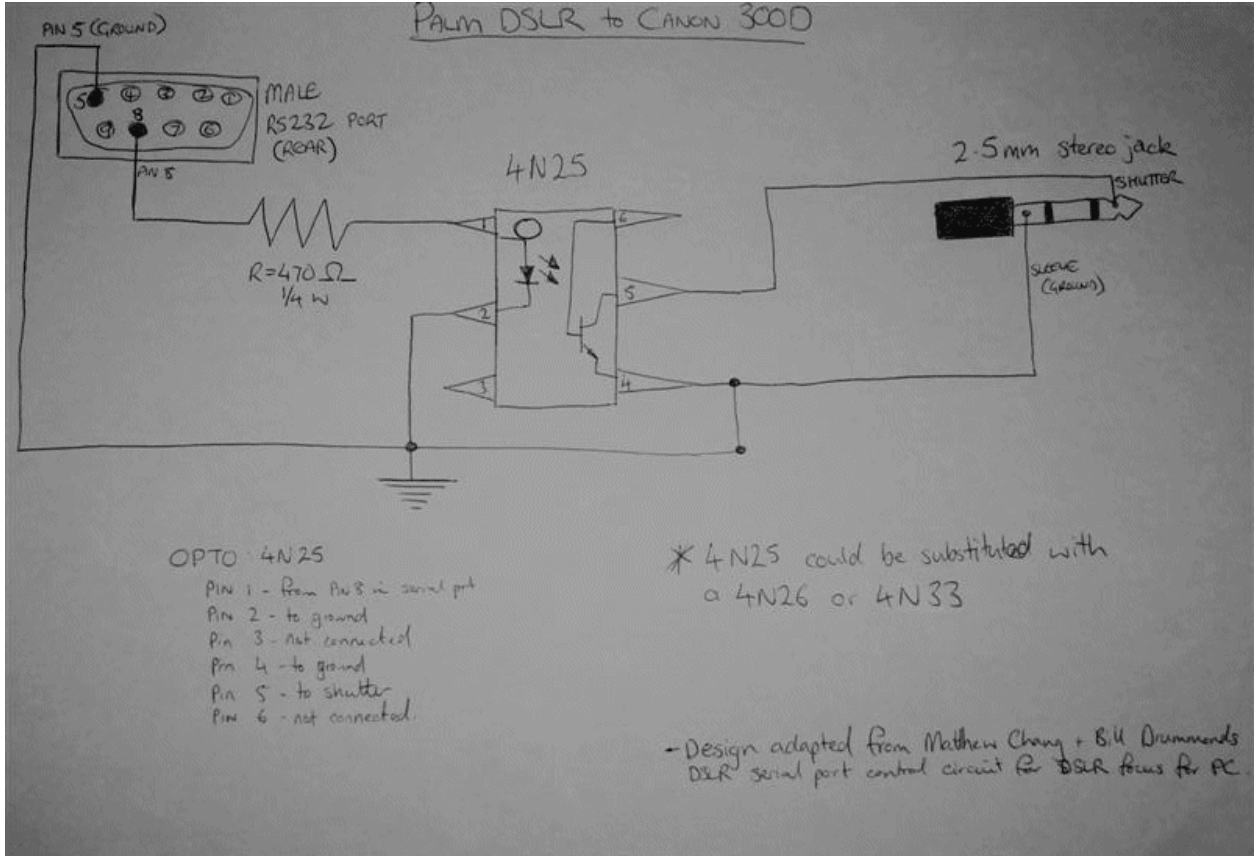 PALM DSLR to CANON 300D
PIN 5 (GROUND)
5 4 3 2 1
9 8 7 6
MALE
RS232 PORT
(REAR)
PIN 8
R=470Ω
1/4 W
4N25
1
2
3
6
5
4
2.5mm stereo jack
SHUTTER
SLEEVE
(GROUND)
OPTO 4N25
PIN 1 - from Pin 8 in serial prt
Pin 2 - to ground
Pin 3 - not connected
Pin 4 - to ground
Pin 5 - to shutter
PIN 6 - not connected.
* 4N25 could be substituted with
a 4N26 or 4N33
- Design adapted from Matthew Chang + Bill Drummonds
DSLR serial port control circuit for DSLR focus for PC.